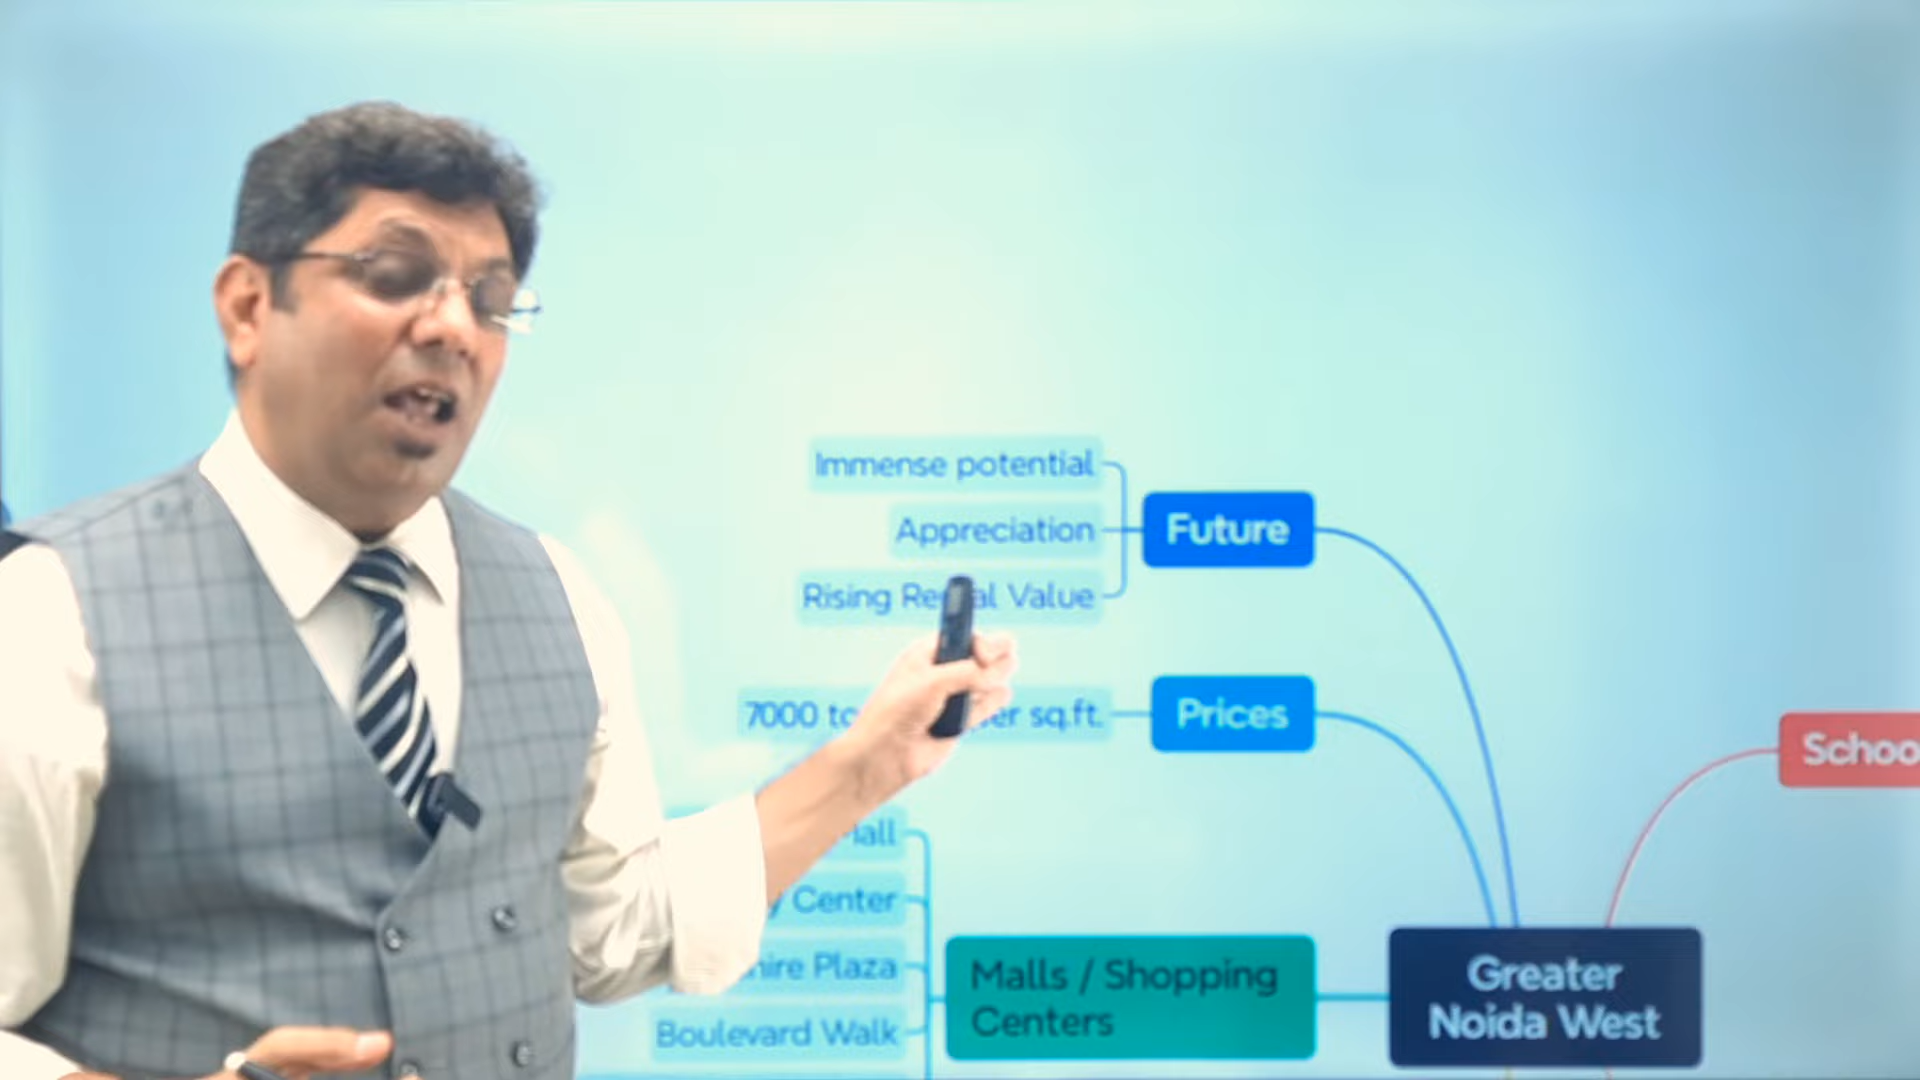 Immense potential
Appreciation
Future
Rising Value
7000 sq.ft.
Prices
Center
Plaza
Boulevard Walk
Malls / Shopping
Centers
Greater
Noida West